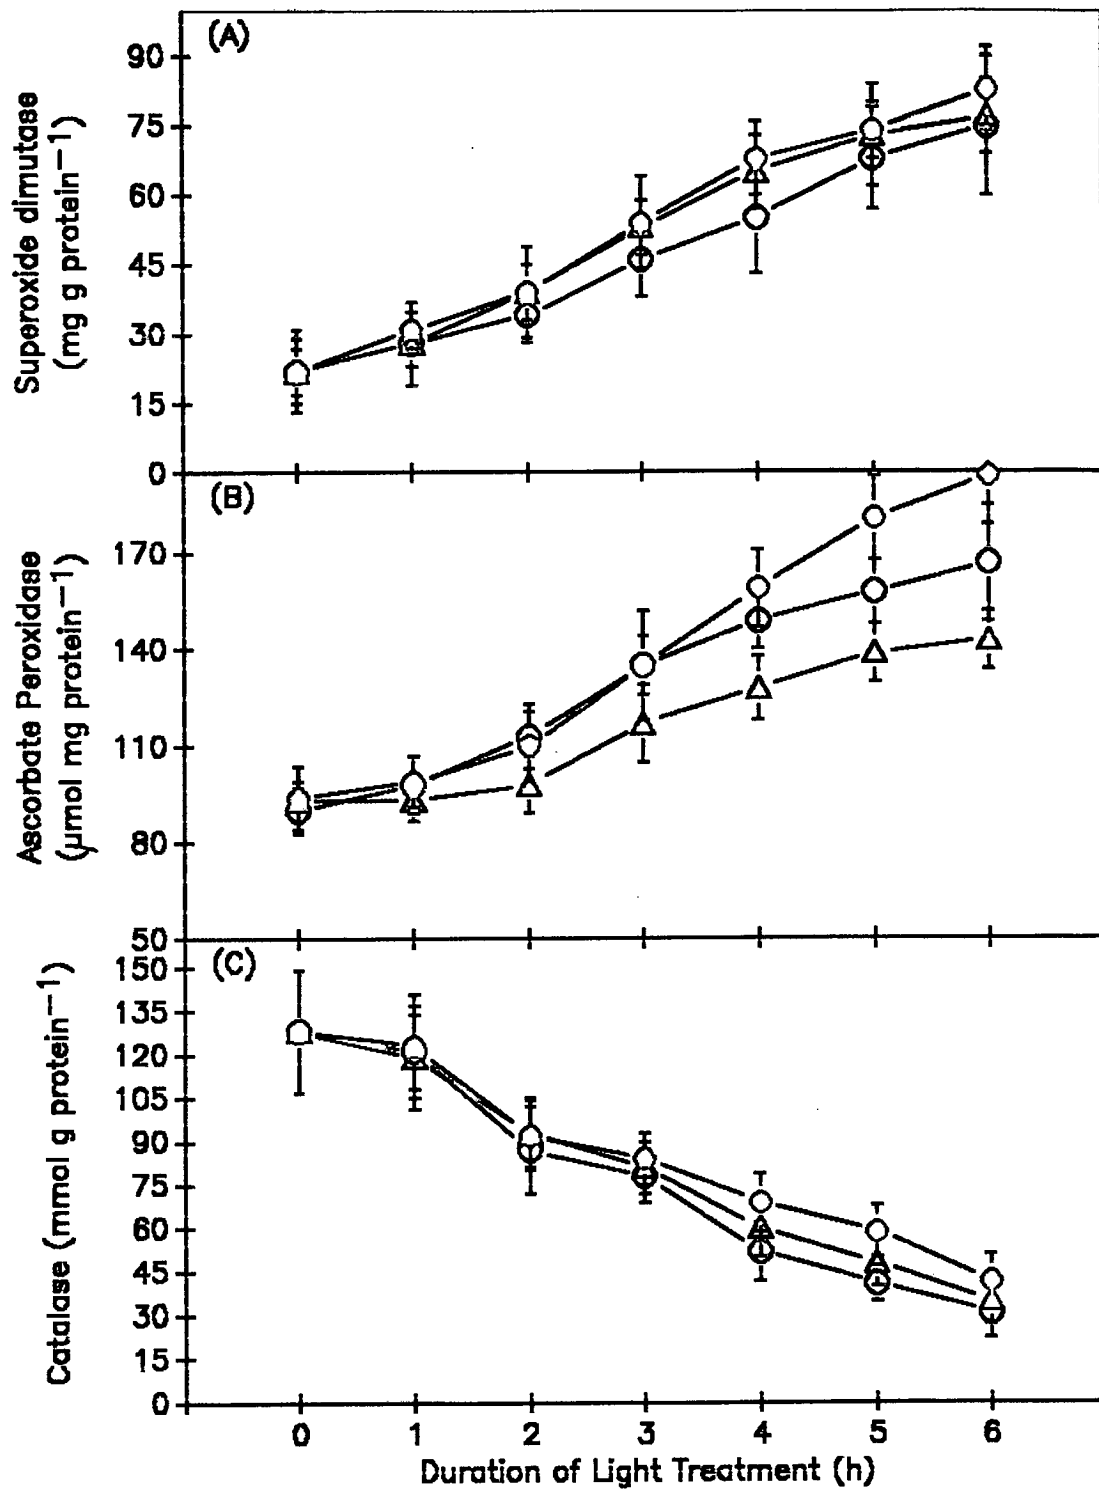 (A)
Superoxide dimutase
(mg g protein−1)
90
75
60
45
30
15
0
(B)
Ascorbate Peroxidase
(µmol mg protein−1)
170
140
110
80
50
(C)
Catalase (mmol g protein−1)
150
135
120
105
90
75
60
45
30
15
0
0 1 2 3 4 5 6
Duration of Light Treatment (h)